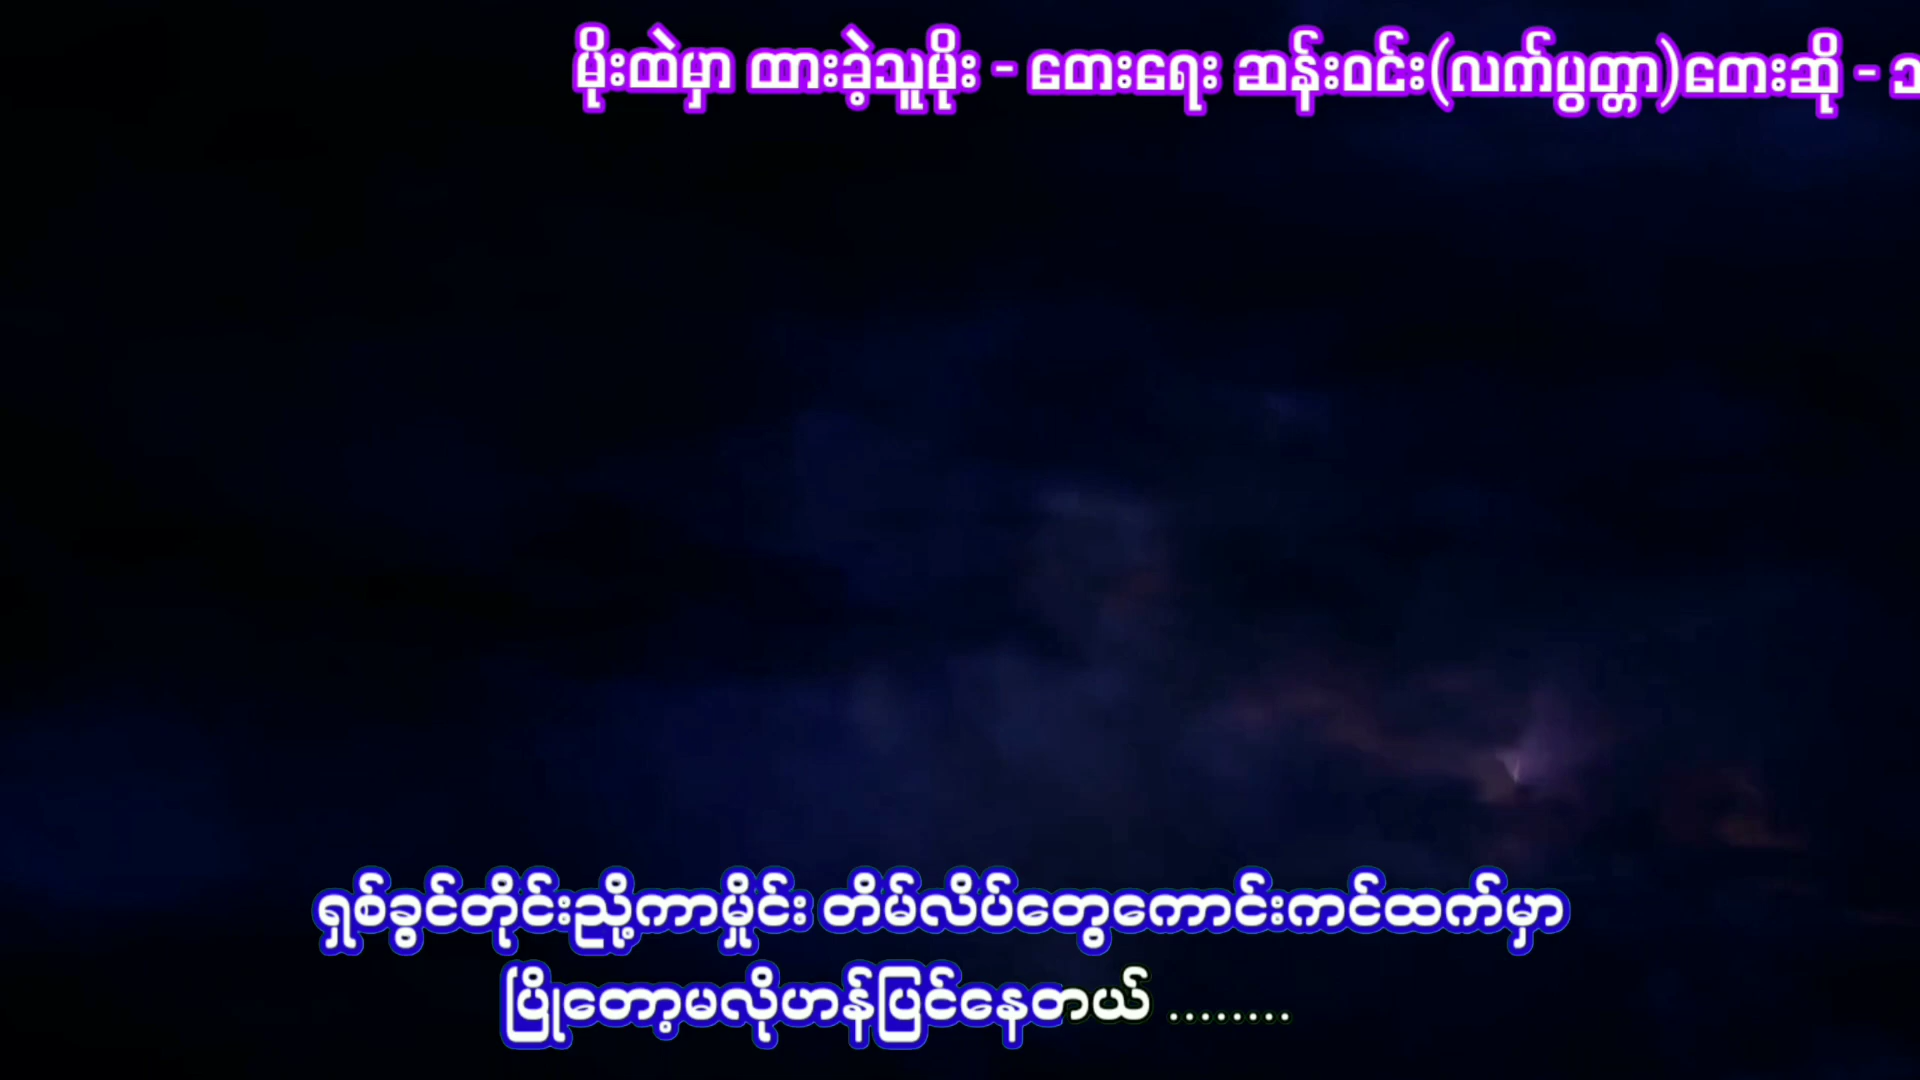 မိုးထဲမှာ ထားခဲ့သူမိုး - တေးရေး ဆန်းဝင်း(လက်ပွတ္တာ)တေးဆို -
ရှစ်ခွင်တိုင်းညို့ကာမှိုင်း တိမ်လိပ်တွေကောင်းကင်ထက်မှာ
ပြိုတော့မလိုဟန်ပြင်နေတယ် ........